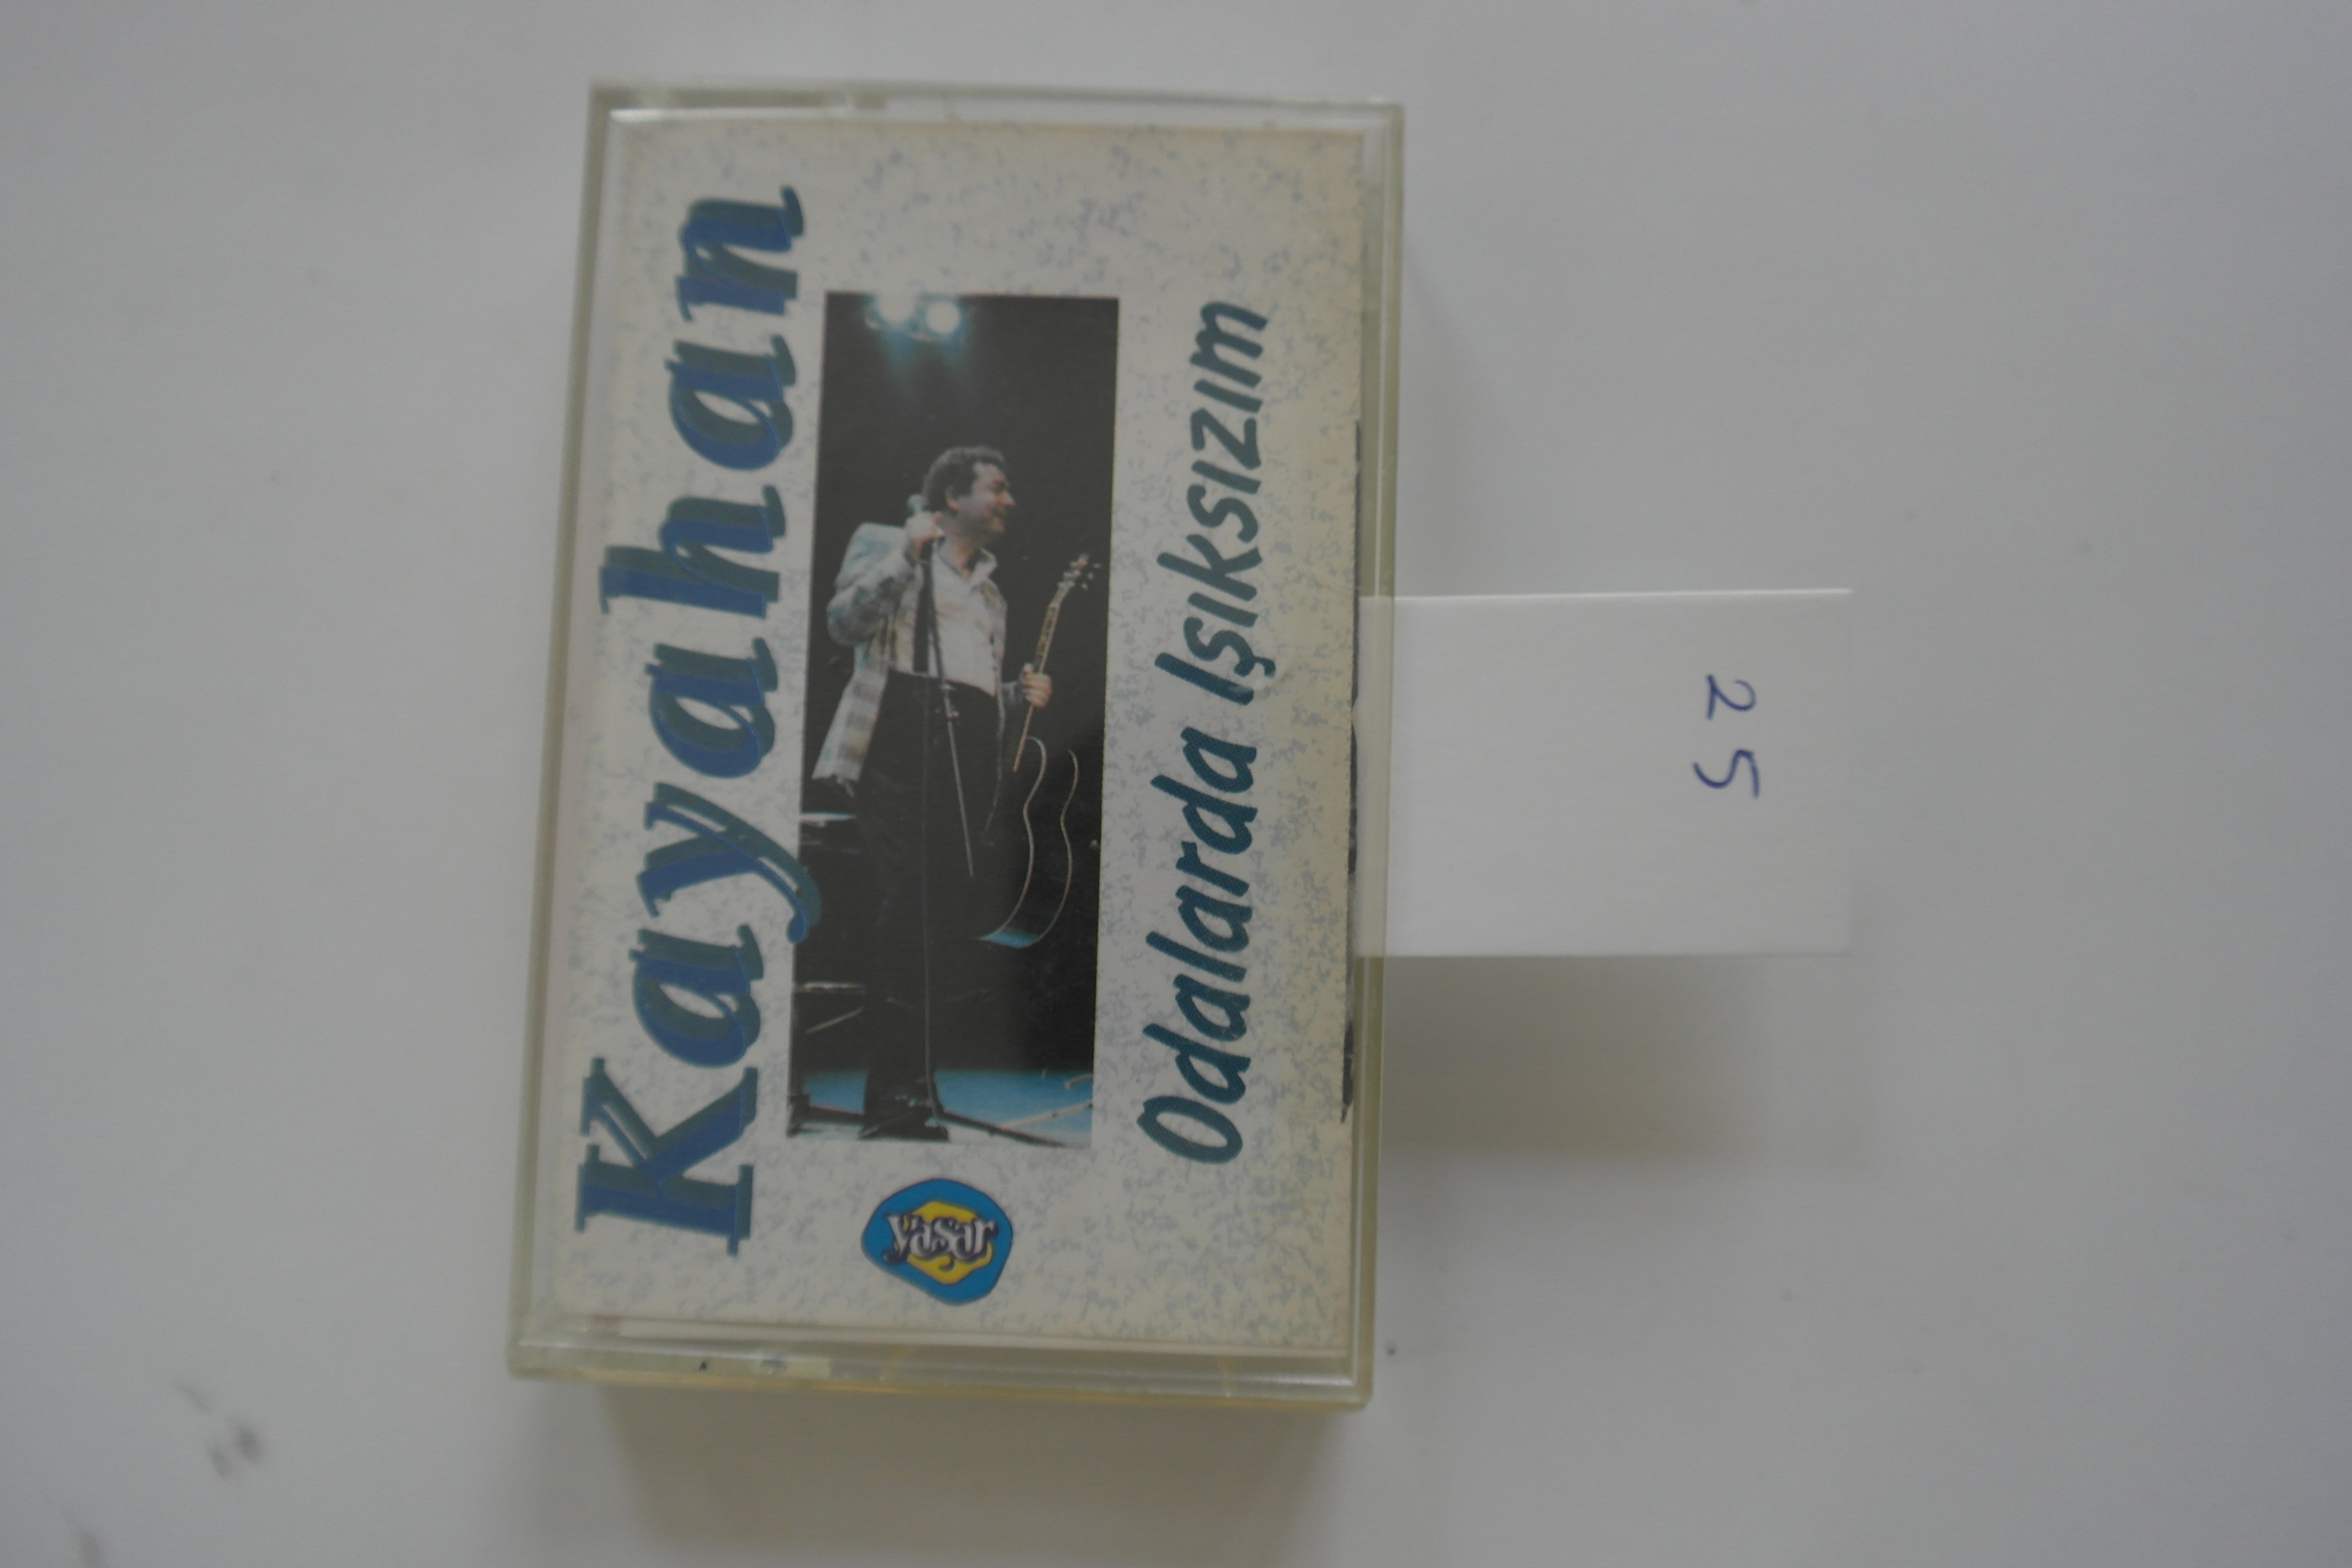 Kayahan
Odalarda Işıksızım
yaşar
25